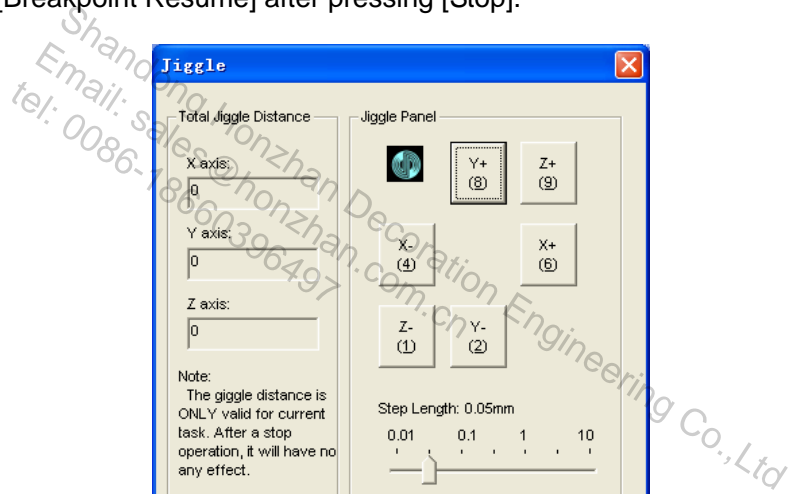 [Breakpoint Resume] after pressing [Stop].
Jiggle
Total Jiggle Distance
X axis:
0
Y axis:
0
Z axis:
0
Note:
The giggle distance is
ONLY valid for current
task. After a stop
operation, it will have no
any effect.
Jiggle Panel
Y+
(8)
Z+
(9)
X-
(4)
X+
(6)
Z-
(1)
Y-
(2)
Step Length: 0.05mm
0.01 0.1 1 10
Shandong Honzhan Decoration Engineering Co.,Ltd
Email: sales@honzhan.com.cn
tel: 0086-18660396497